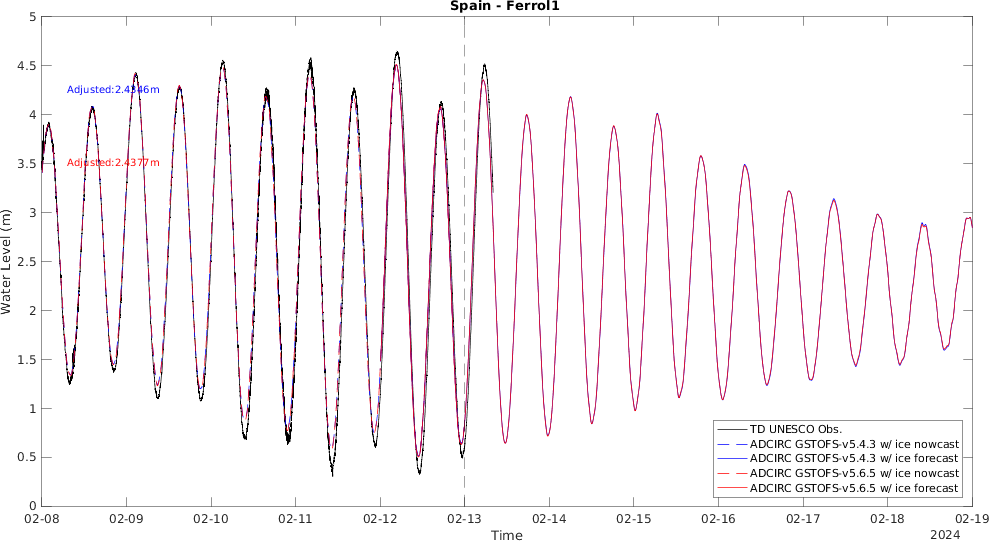 Spain - Ferrol1
5
4.5
4
3.5
3
2.5
2
1.5
1
0.5
0
Water Level (m)
Adjusted:2.4346m
Adjusted:2.4377m
TD UNESCO Obs.
ADCIRC GSTOFS-v5.4.3 w/ ice nowcast
ADCIRC GSTOFS-v5.4.3 w/ ice forecast
ADCIRC GSTOFS-v5.6.5 w/ ice nowcast
ADCIRC GSTOFS-v5.6.5 w/ ice forecast
02-08 02-09 02-10 02-11 02-12 02-13 02-14 02-15 02-16 02-17 02-18 02-19
Time
2024